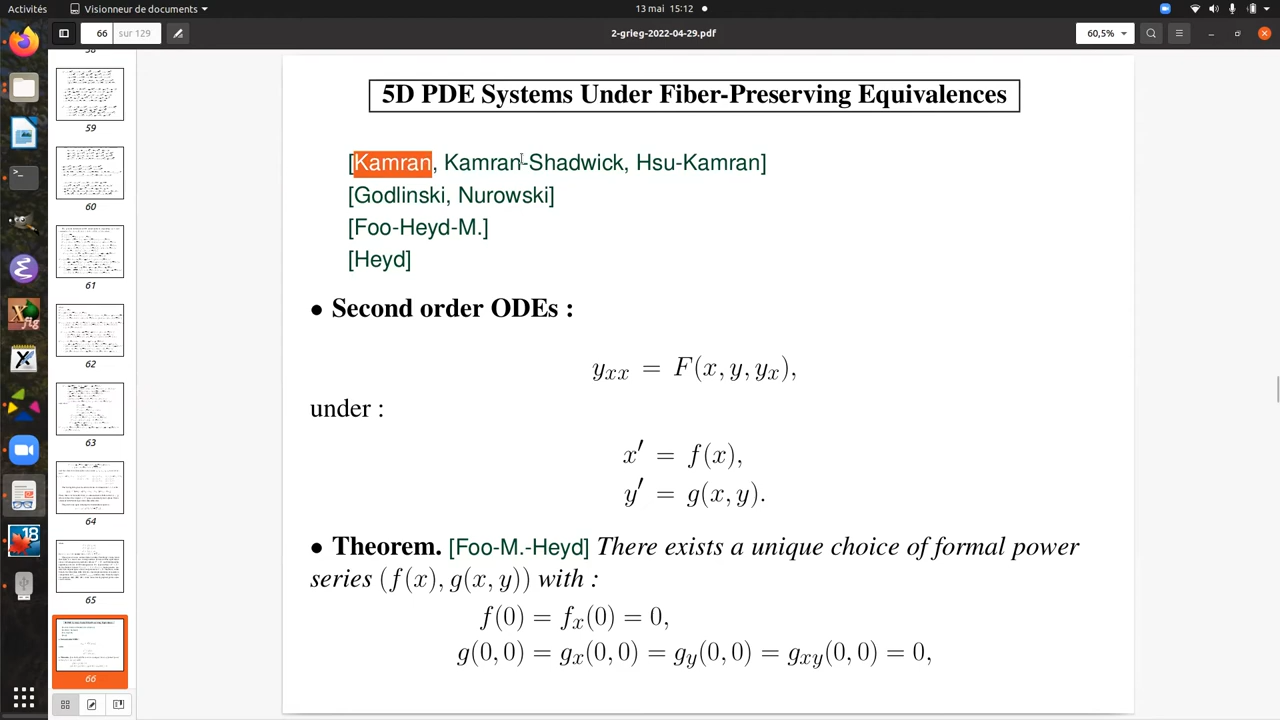 Activités
Visionneur de documents
13 mai 15:12
66 sur 129
2-grieg-2022-04-29.pdf
60,5%
59
60
61
62
63
64
65
66
18
fig
5D PDE Systems Under Fiber-Preserving Equivalences
[Kamran, Kamran-Shadwick, Hsu-Kamran]
[Godlinski, Nurowski]
[Foo-Heyd-M.]
[Heyd]
• Second order ODEs :
y_{xx} = F(x, y, y_x),
under :
x′ = f(x),
y′ = g(x, y).
• Theorem. [Foo-M.-Heyd] There exists a unique choice of formal power
series (f(x), g(x, y)) with :
f(0) = f_x(0) = 0,
g(0, 0) = g_x(0, 0) = g_y(0, 0) = g_{xy}(0, 0) = 0,